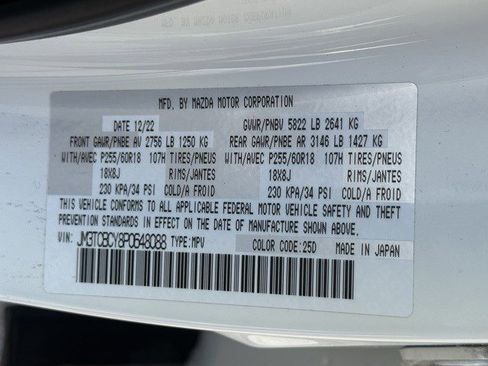 MFD. BY MAZDA MOTOR CORPORATION
DATE 12/22 GVWR/PNBV 5822 LB 2641 KG
FRONT GAWR/PNBE AV 2756 LB 1250 KG REAR GAWR/PNBE AR 3146 LB 1427 KG
WITH/AVEC P255/60R18 107H TIRES/PNEUS WITH/AVEC P255/60R18 107H TIRES/PNEUS
18X8J RIMS/JANTES 18X8J RIMS/JANTES
230 KPA/34 PSI COLD/A FROID 230 KPA/34 PSI COLD/A FROID
THIS VEHICLE CONFORMS TO ALL APPLICABLE FEDERAL MOTOR VEHICLE SAFETY AND THEFT
PREVENTION STANDARDS IN EFFECT ON THE DATE OF MANUFACTURE SHOWN ABOVE.
VIN: JM3TCBCY8P0648088 TYPE: MPV COLOR CODE: 25D MADE IN JAPAN